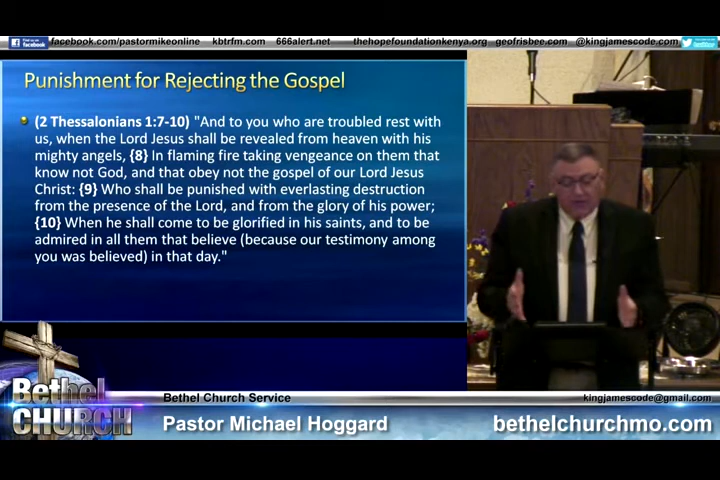 Find us on facebook
facebook.com/pastormikeonline kbtrfm.com 666alert.net thehopefoundationkenya.org geofrisbee.com @kingjamescode.com twitter
Punishment for Rejecting the Gospel
(2 Thessalonians 1:7-10) "And to you who are troubled rest with
us, when the Lord Jesus shall be revealed from heaven with his
mighty angels, {8} In flaming fire taking vengeance on them that
know not God, and that obey not the gospel of our Lord Jesus
Christ: {9} Who shall be punished with everlasting destruction
from the presence of the Lord, and from the glory of his power;
{10} When he shall come to be glorified in his saints, and to be
admired in all them that believe (because our testimony among
you was believed) in that day."
Bethel
CHURCH
Bethel Church Service kingjamescode@gmail.com
Pastor Michael Hoggard bethelchurchmo.com